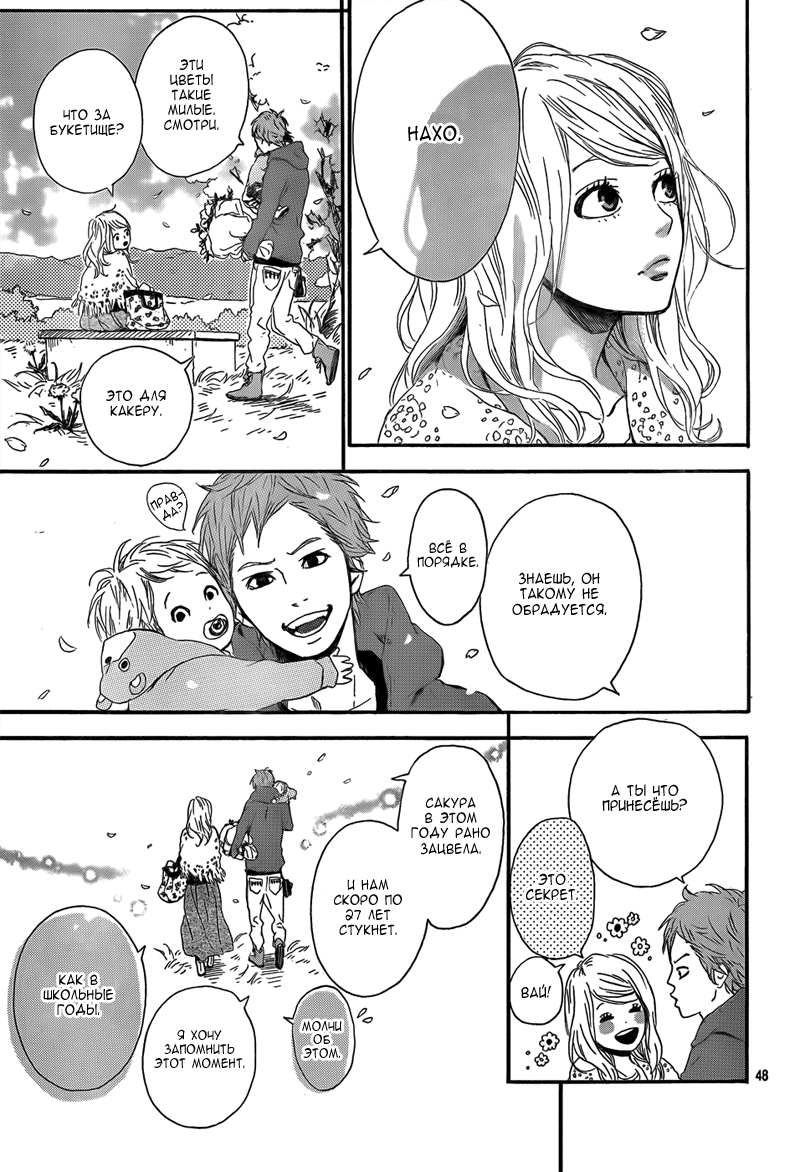 НАХО.
ЭТИ
ЦВЕТЫ
ТАКИЕ
МИЛЫЕ.
СМОТРИ.
ЧТО ЗА
БУКЕТИЩЕ?
ЭТО ДЛЯ
КАКЕРУ.
ЗНАЕШЬ, ОН
ТАКОМУ НЕ
ОБРАДУЕТСЯ.
ВСЁ В
ПОРЯДКЕ.
ПРАВ-
ДА?
А ТЫ ЧТО
ПРИНЕСЁШЬ?
ЭТО
СЕКРЕТ.
ВАЙ!
САКУРА
В ЭТОМ
ГОДУ РАНО
ЗАЦВЕЛА.
И НАМ
СКОРО ПО
27 ЛЕТ
СТУКНЕТ.
МОЛЧИ
ОБ
ЭТОМ.
Я ХОЧУ
ЗАПОМНИТЬ
ЭТОТ МОМЕНТ.
КАК В
ШКОЛЬНЫЕ
ГОДЫ.
48